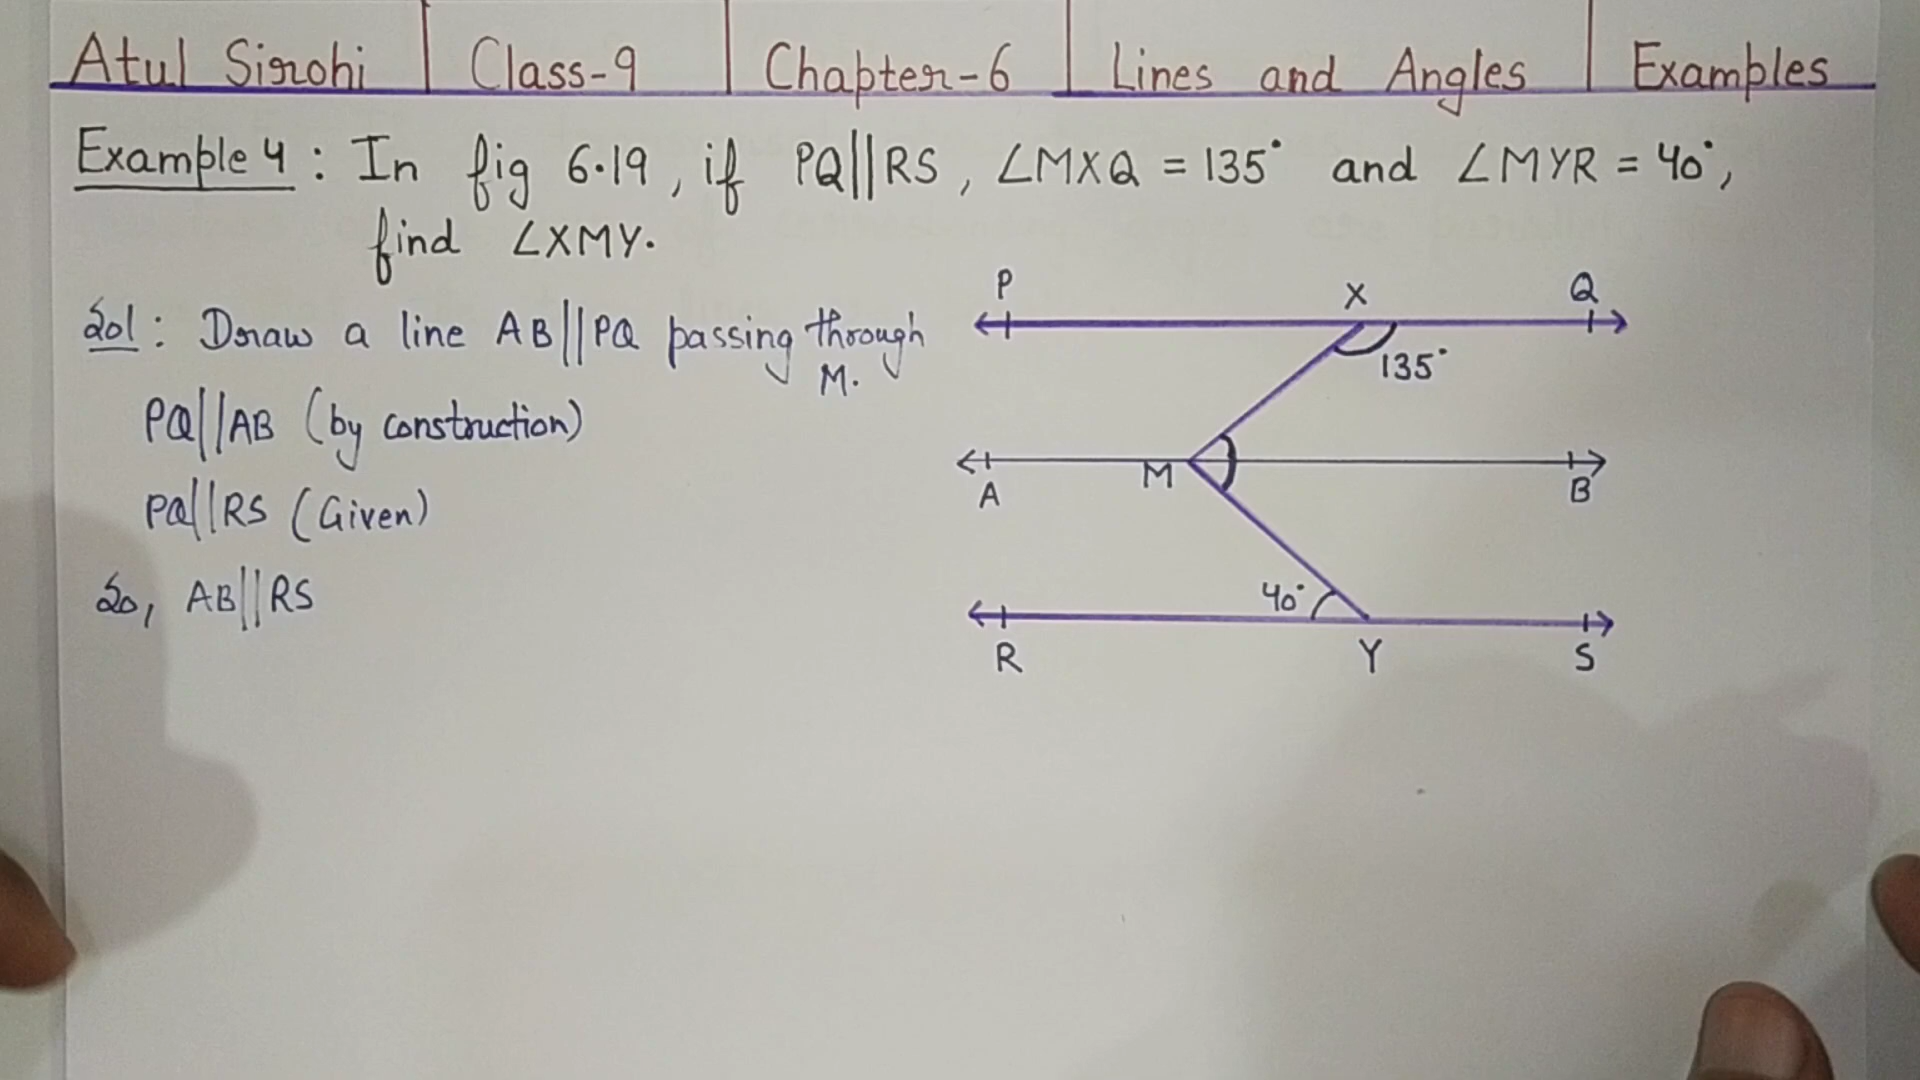 Atul Sirohi Class-9 Chapter-6 Lines and Angles Examples
Example 4 : In fig 6.19, if PQ||RS, ∠MXQ = 135° and ∠MYR = 40°,
find ∠XMY.
Sol : Draw a line AB||PQ passing through
M.
PQ||AB (by construction)
PQ||RS (Given)
So, AB||RS
P X Q
135°
A M B
40°
R Y S